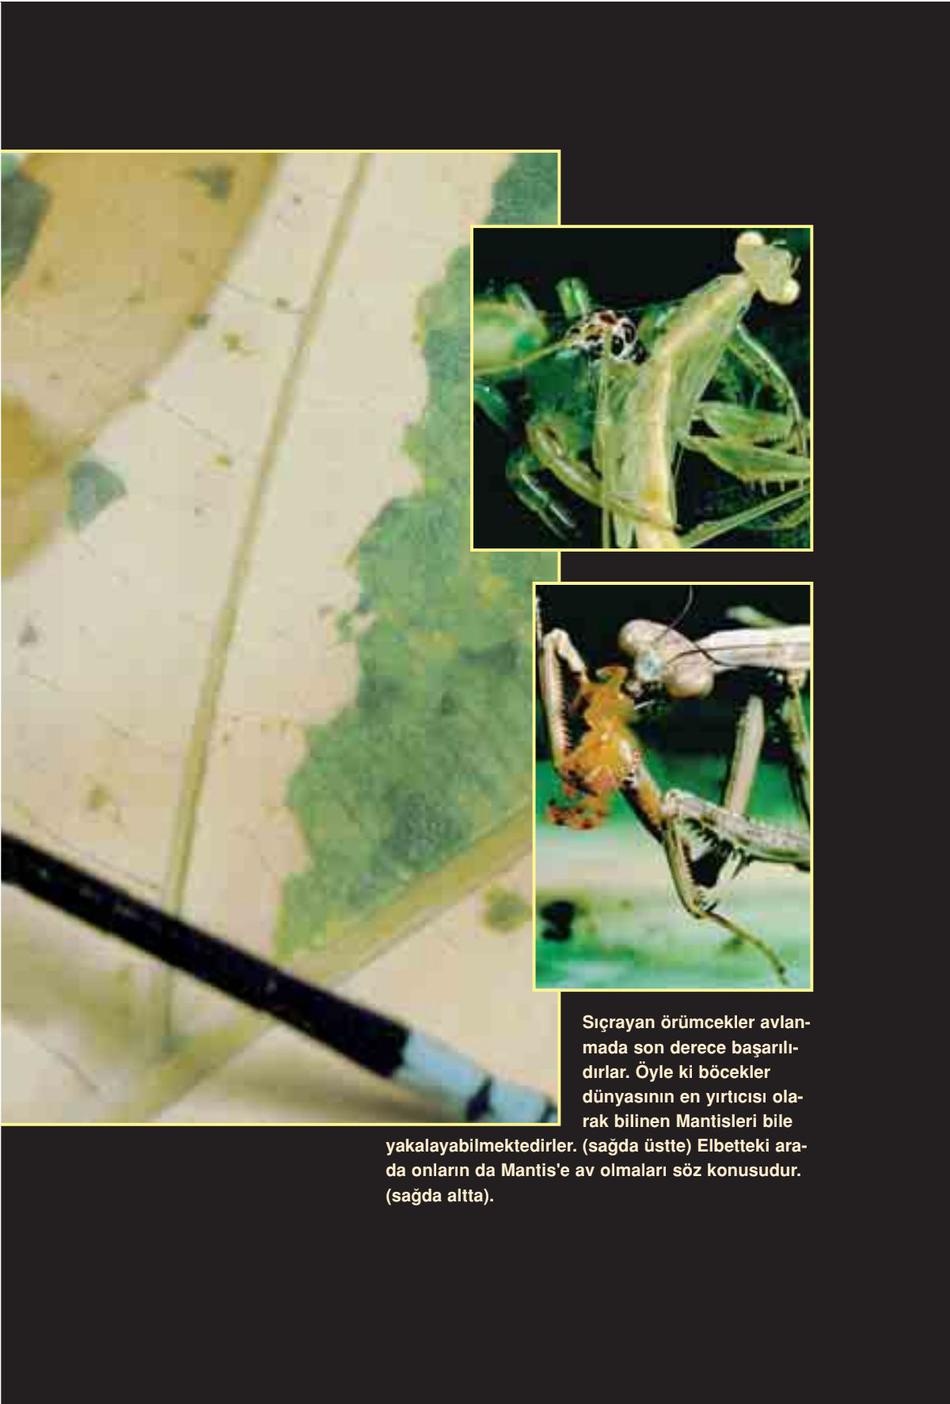 Sıçrayan örümcekler avlan-
mada son derece başarılı-
dırlar. Öyle ki böcekler
dünyasının en yırtıcısı ola-
rak bilinen Mantisleri bile
yakalayabilmektedirler. (sağda üstte) Elbetteki ara-
da onların da Mantis'e av olmaları söz konusudur.
(sağda altta).